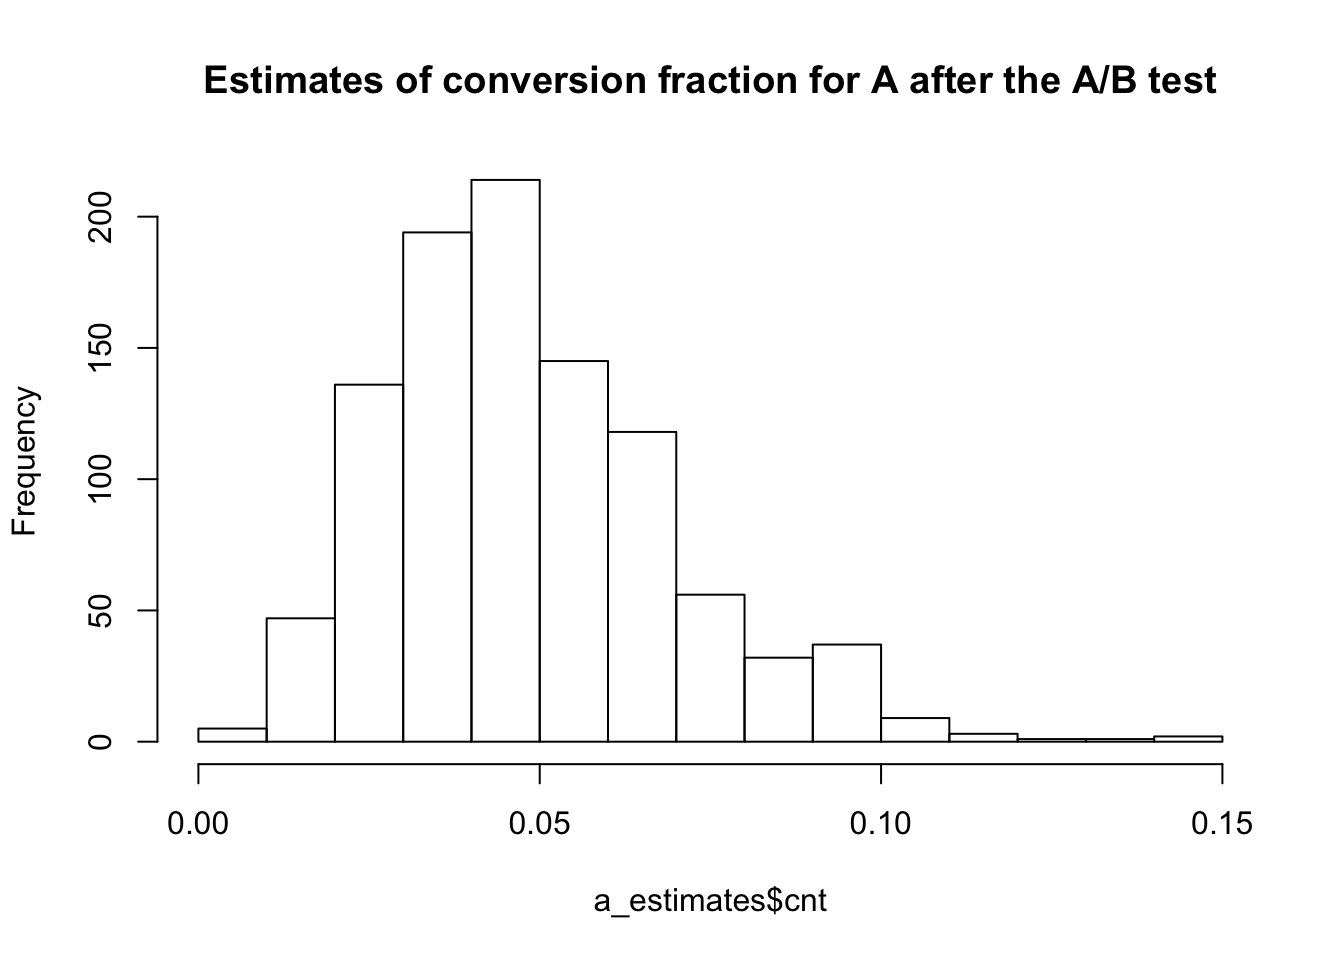 Estimates of conversion fraction for A after the A/B test
Frequency
200
150
100
50
0
0.00 0.05 0.10 0.15
a_estimates$cnt